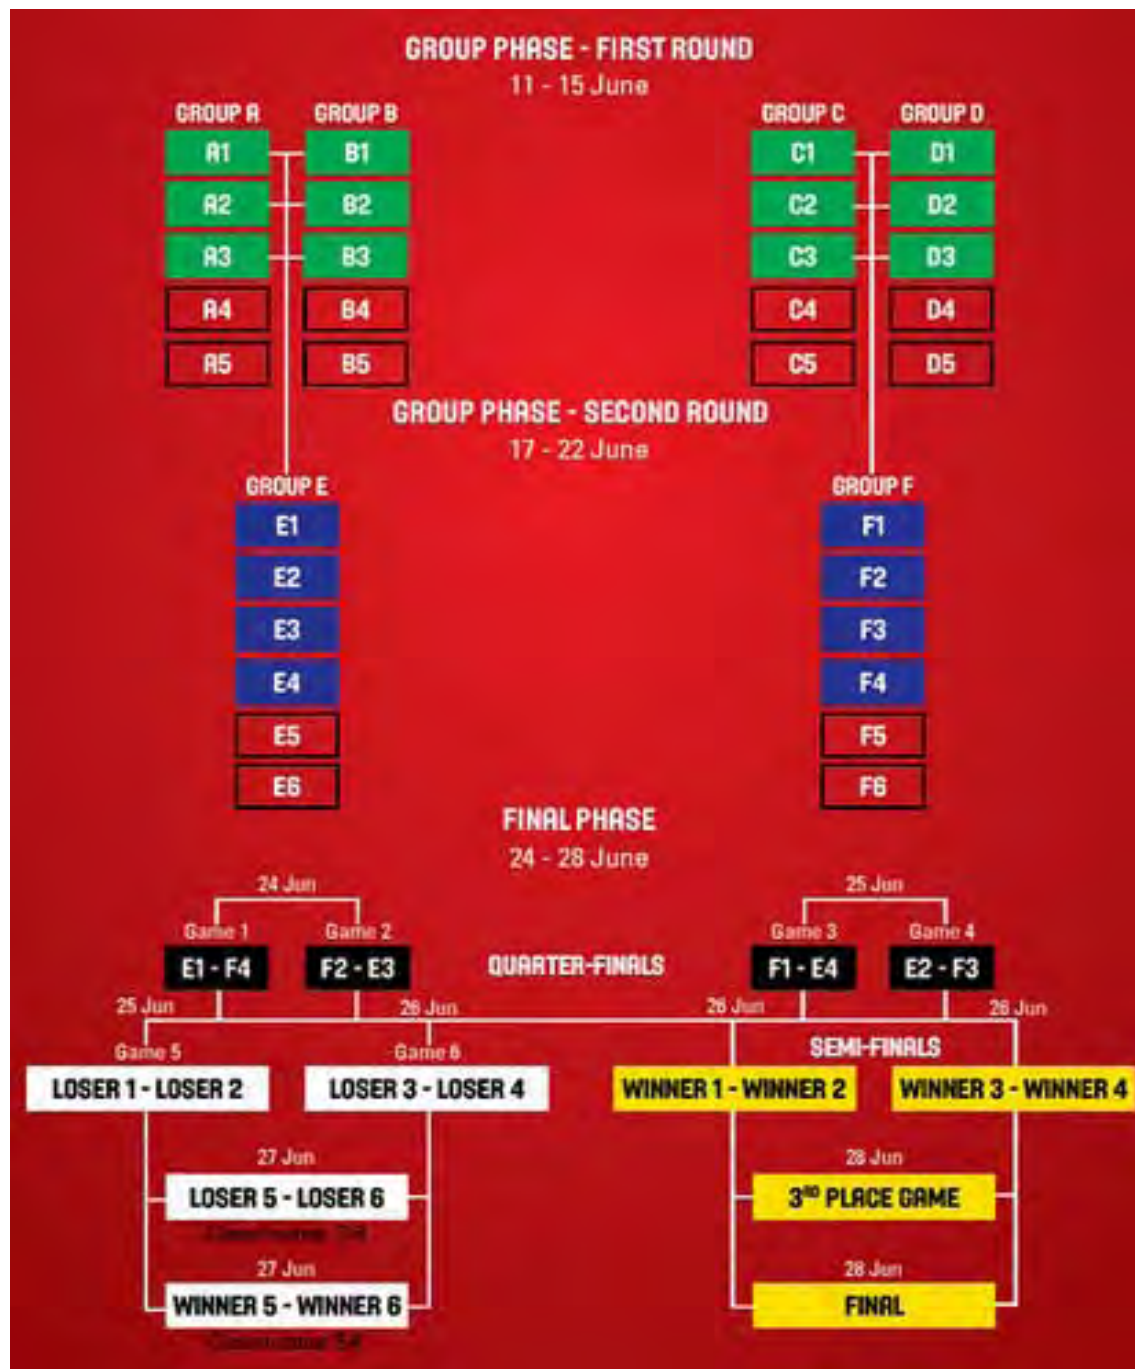 GROUP PHASE - FIRST ROUND
11 - 15 June
GROUP A GROUP B GROUP C GROUP D
A1 B1 C1 D1
A2 B2 C2 D2
A3 B3 C3 D3
A4 B4 C4 D4
A5 B5 C5 D5
GROUP PHASE - SECOND ROUND
17 - 22 June
GROUP E GROUP F
E1 F1
E2 F2
E3 F3
E4 F4
E5 F5
E6 F6
FINAL PHASE
24 - 28 June
24 Jun 25 Jun
Game 1 Game 2 Game 3 Game 4
E1 - F4 F2 - E3 QUARTER-FINALS F1 - E4 E2 - F3
25 Jun 26 Jun 26 Jun 26 Jun
Game 5 Game 6 SEMI-FINALS
LOSER 1 - LOSER 2 LOSER 3 - LOSER 4 WINNER 1 - WINNER 2 WINNER 3 - WINNER 4
27 Jun 28 Jun
LOSER 5 - LOSER 6 3RD PLACE GAME
27 Jun 28 Jun
WINNER 5 - WINNER 6 FINAL